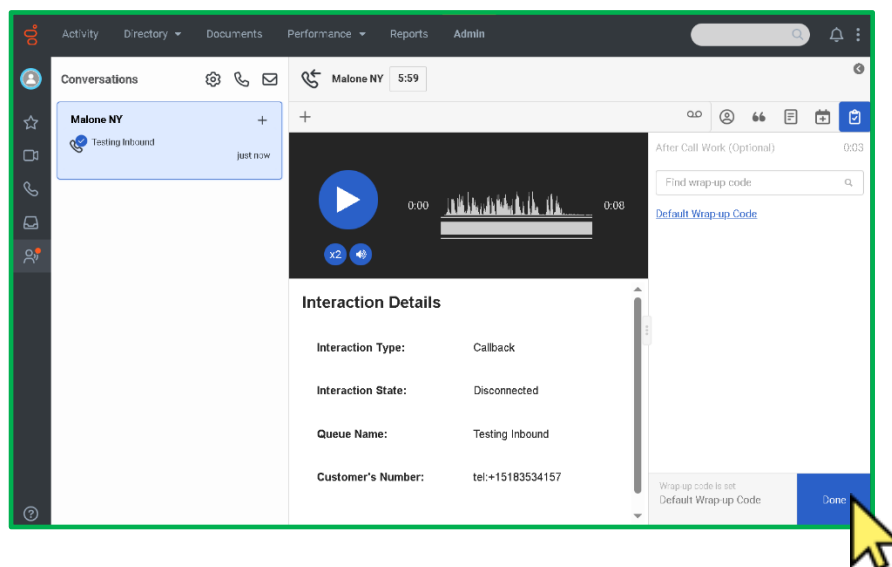 Activity Directory Documents Performance Reports Admin
Conversations
Malone NY 5:59
Malone NY
Testing Inbound
just now
0:00
0:08
x2
After Call Work (Optional) 0:03
Find wrap-up code
Default Wrap-up Code
Interaction Details
Interaction Type: Callback
Interaction State: Disconnected
Queue Name: Testing Inbound
Customer's Number: tel:+15183534157
Wrap-up code is set
Default Wrap-up Code
Done